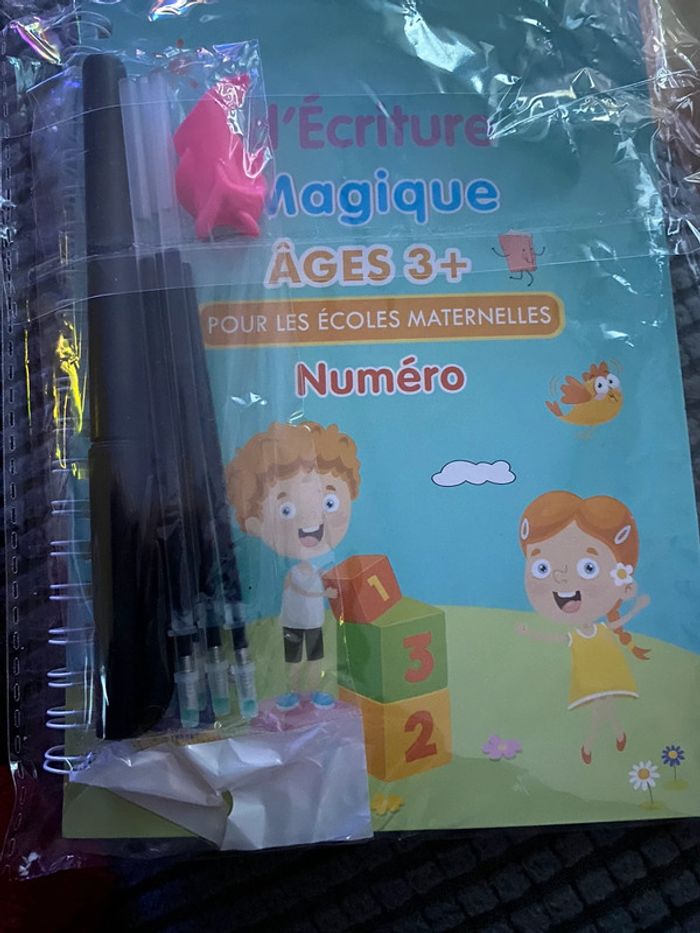 l'Écriture
Magique
ÂGES 3+
POUR LES ÉCOLES MATERNELLES
Numéro
1
3
2